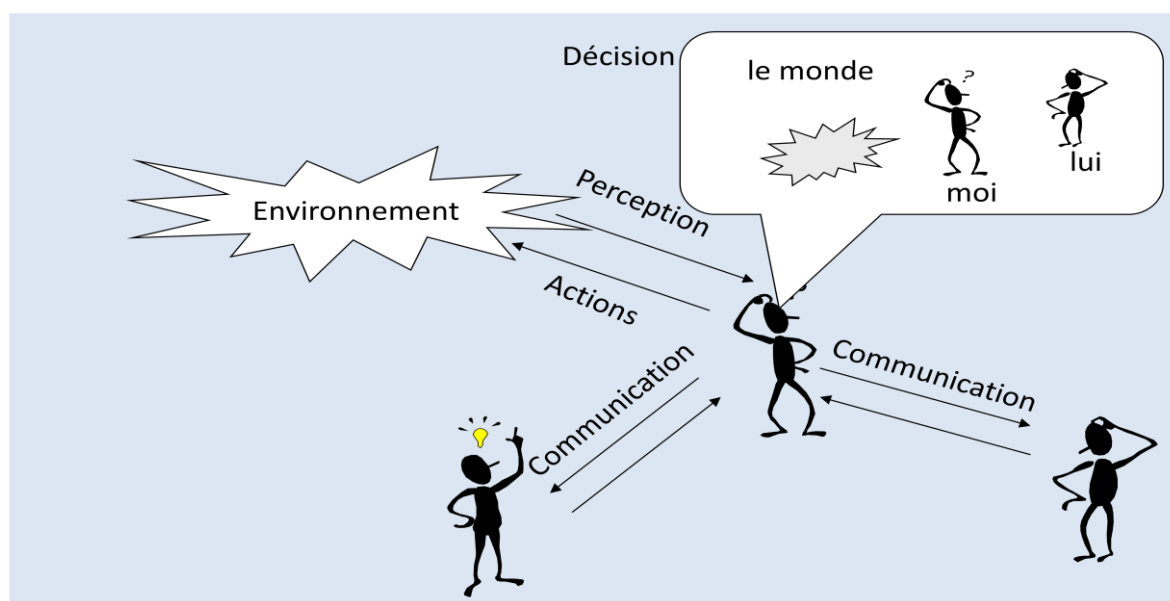 Décision
le monde
?
moi
lui
Environnement
Perception
Actions
Communication
Communication